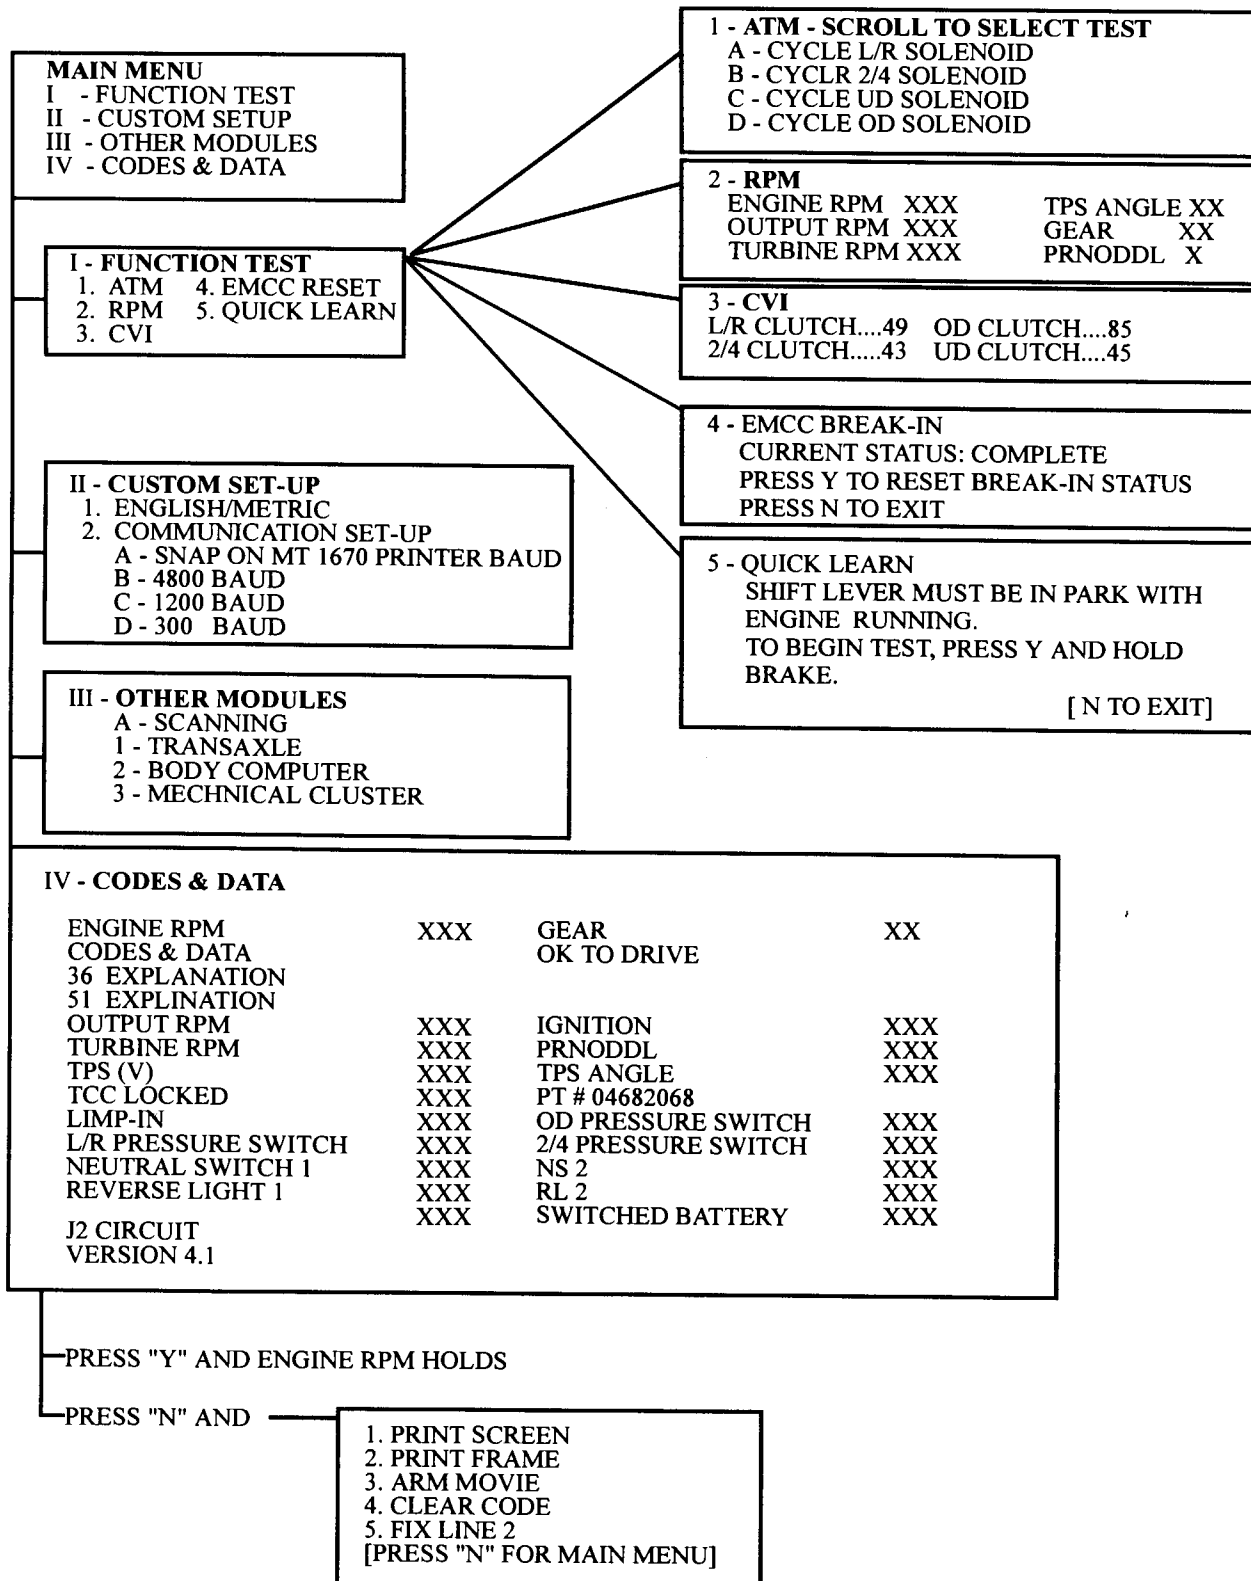 MAIN MENU
I - FUNCTION TEST
II - CUSTOM SETUP
III - OTHER MODULES
IV - CODES & DATA
I - FUNCTION TEST
1. ATM 4. EMCC RESET
2. RPM 5. QUICK LEARN
3. CVI
1 - ATM - SCROLL TO SELECT TEST
A - CYCLE L/R SOLENOID
B - CYCLR 2/4 SOLENOID
C - CYCLE UD SOLENOID
D - CYCLE OD SOLENOID
2 - RPM
ENGINE RPM XXX TPS ANGLE XX
OUTPUT RPM XXX GEAR XX
TURBINE RPM XXX PRNODDL X
3 - CVI
L/R CLUTCH....49 OD CLUTCH....85
2/4 CLUTCH.....43 UD CLUTCH....45
4 - EMCC BREAK-IN
CURRENT STATUS: COMPLETE
PRESS Y TO RESET BREAK-IN STATUS
PRESS N TO EXIT
5 - QUICK LEARN
SHIFT LEVER MUST BE IN PARK WITH
ENGINE RUNNING.
TO BEGIN TEST, PRESS Y AND HOLD
BRAKE.
[ N TO EXIT]
II - CUSTOM SET-UP
1. ENGLISH/METRIC
2. COMMUNICATION SET-UP
A - SNAP ON MT 1670 PRINTER BAUD
B - 4800 BAUD
C - 1200 BAUD
D - 300 BAUD
III - OTHER MODULES
A - SCANNING
1 - TRANSAXLE
2 - BODY COMPUTER
3 - MECHNICAL CLUSTER
IV - CODES & DATA
ENGINE RPM XXX GEAR XX
CODES & DATA OK TO DRIVE
36 EXPLANATION
51 EXPLINATION
OUTPUT RPM XXX IGNITION XXX
TURBINE RPM XXX PRNODDL XXX
TPS (V) XXX TPS ANGLE XXX
TCC LOCKED XXX PT # 04682068
LIMP-IN XXX OD PRESSURE SWITCH XXX
L/R PRESSURE SWITCH XXX 2/4 PRESSURE SWITCH XXX
NEUTRAL SWITCH 1 XXX NS 2 XXX
REVERSE LIGHT 1 XXX RL 2 XXX
J2 CIRCUIT XXX SWITCHED BATTERY XXX
VERSION 4.1
PRESS "Y" AND ENGINE RPM HOLDS
PRESS "N" AND
1. PRINT SCREEN
2. PRINT FRAME
3. ARM MOVIE
4. CLEAR CODE
5. FIX LINE 2
[PRESS "N" FOR MAIN MENU]